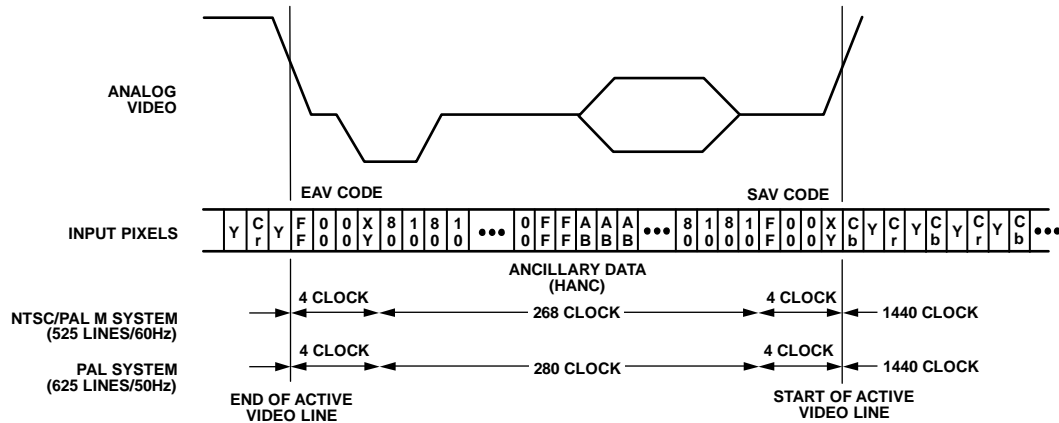 ANALOG
VIDEO
EAV CODE
SAV CODE
INPUT PIXELS
Y Cr Y FF 00 00 XY 80 10 80 10 ••• 00 FF FF AB AB AB ••• 80 10 80 10 FF 00 00 XY Cb Y Cr Y Cb Y Cr Y Cb •••
ANCILLARY DATA
(HANC)
NTSC/PAL M SYSTEM
(525 LINES/60Hz)
4 CLOCK
268 CLOCK
4 CLOCK
1440 CLOCK
PAL SYSTEM
(625 LINES/50Hz)
4 CLOCK
280 CLOCK
4 CLOCK
1440 CLOCK
END OF ACTIVE
VIDEO LINE
START OF ACTIVE
VIDEO LINE